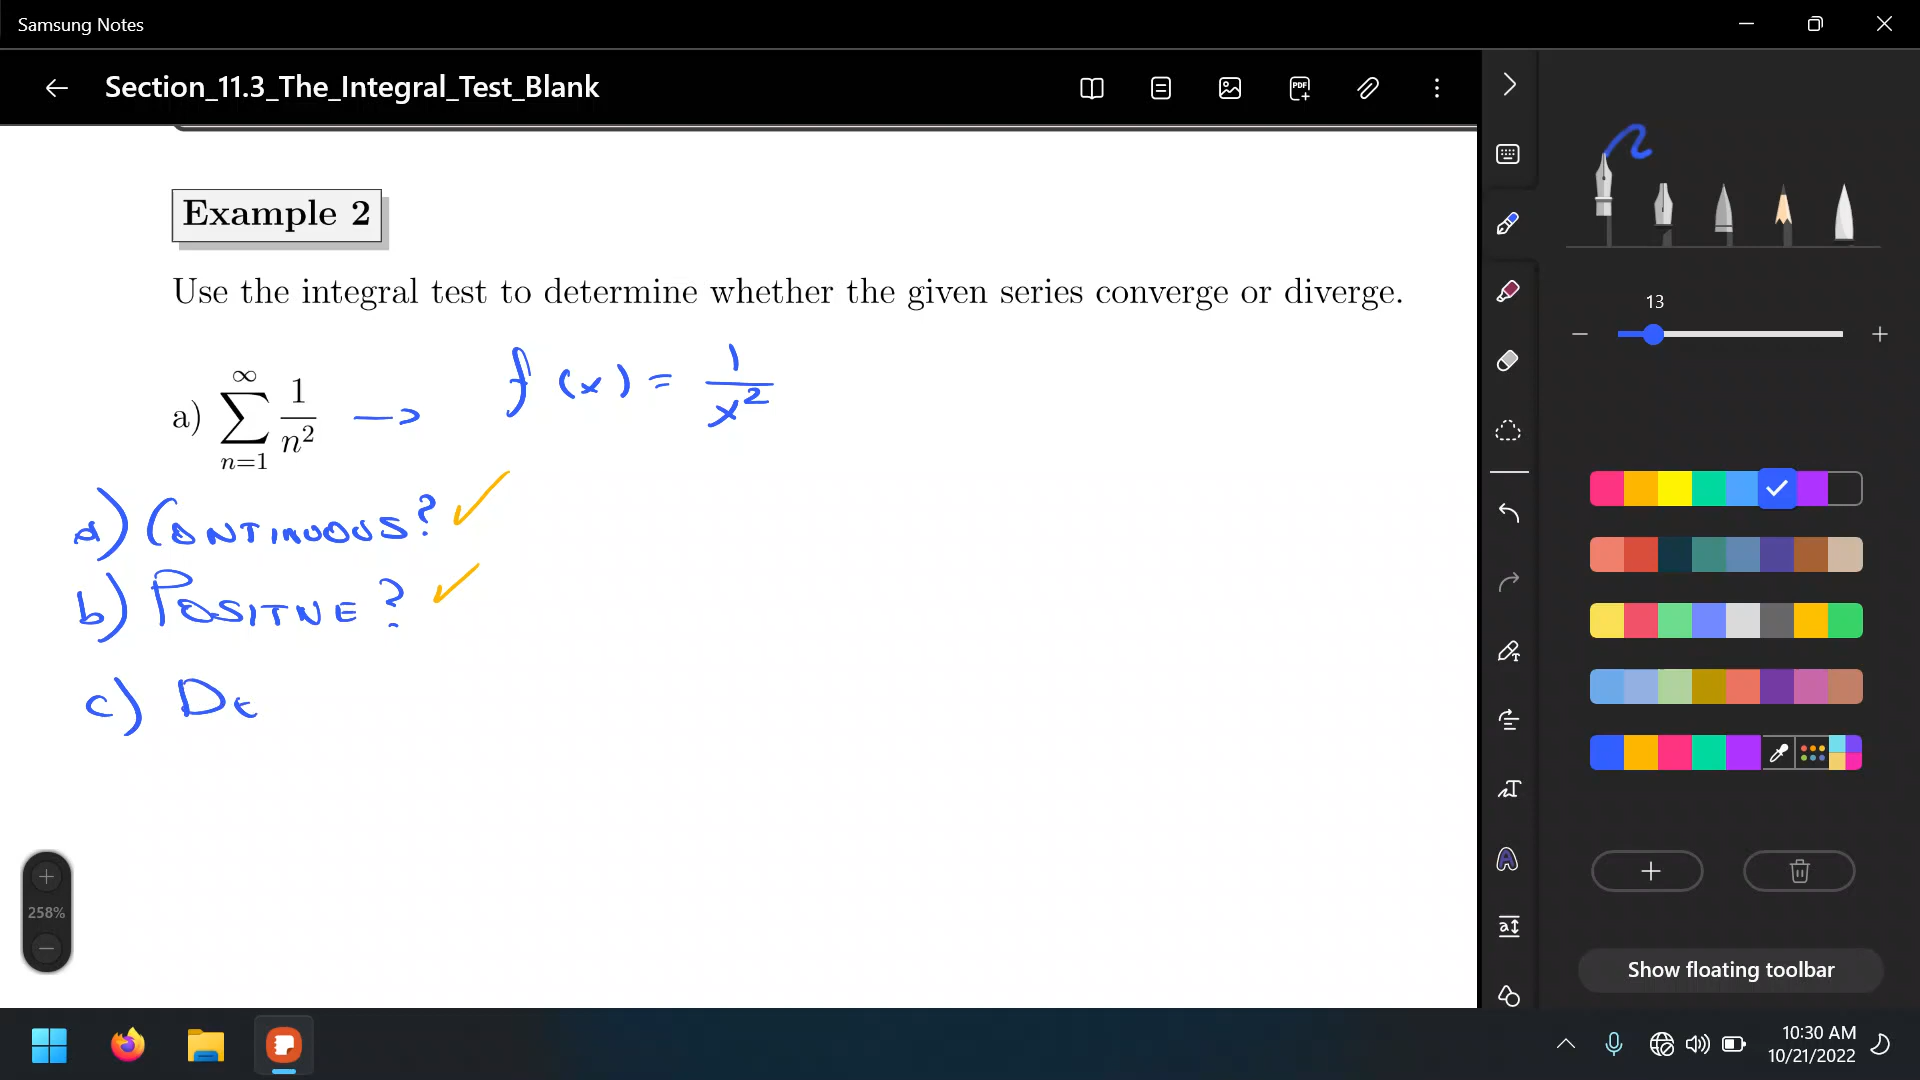 Samsung Notes
Section_11.3_The_Integral_Test_Blank
PDF
Example 2
Use the integral test to determine whether the given series converge or diverge.
a) ∞ ∑ n=1 1/n² → f(x) = 1/x²
a) CONTINUOUS? ✓
b) POSITIVE? ✓
c) DE
13
258%
Show floating toolbar
10:30 AM
10/21/2022